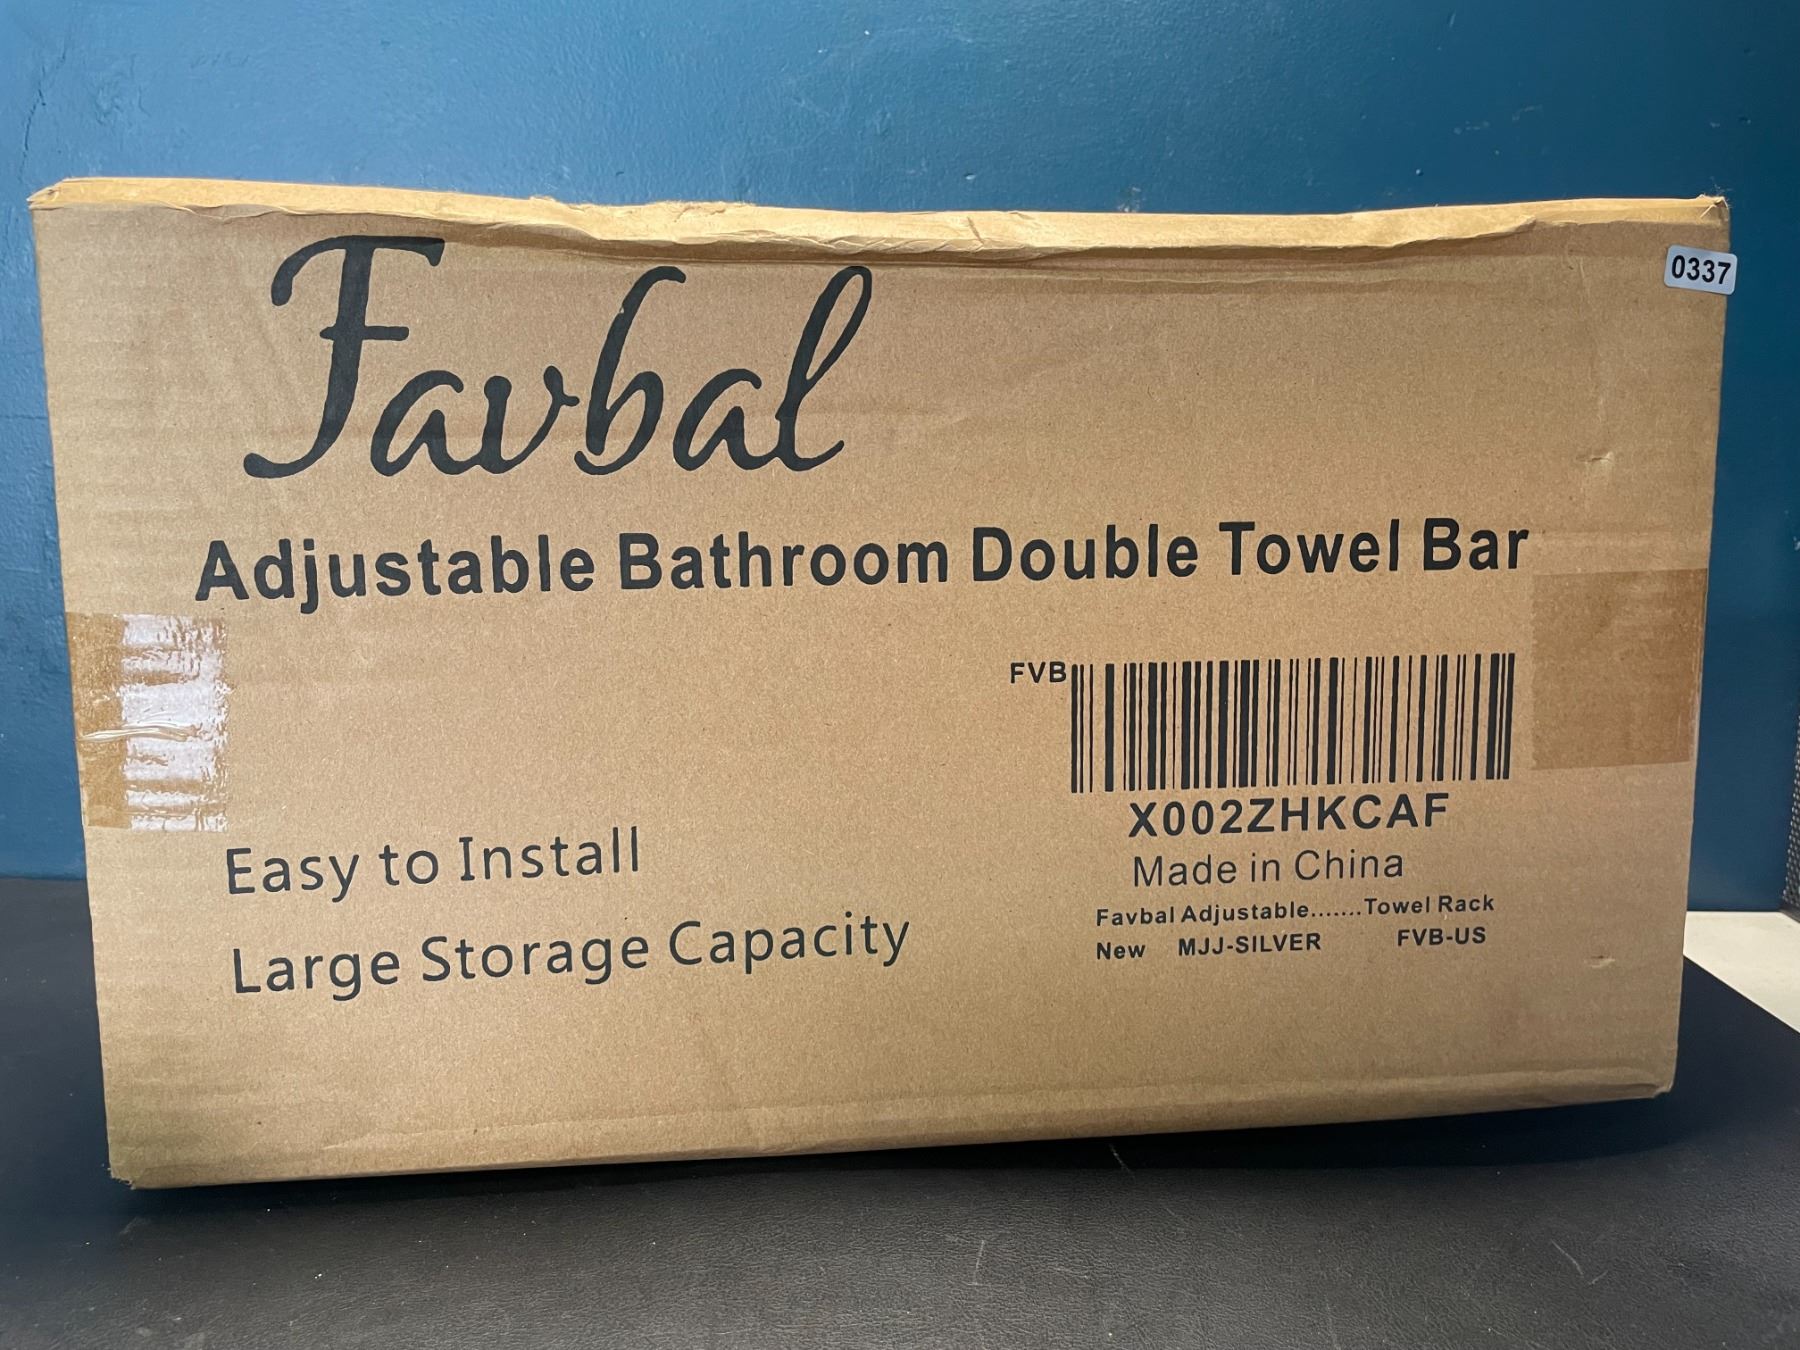 Favbal
0337
Adjustable Bathroom Double Towel Bar
FVB
X002ZHKCAF
Made in China
Favbal Adjustable.......Towel Rack
New MJJ-SILVER FVB-US
Easy to Install
Large Storage Capacity